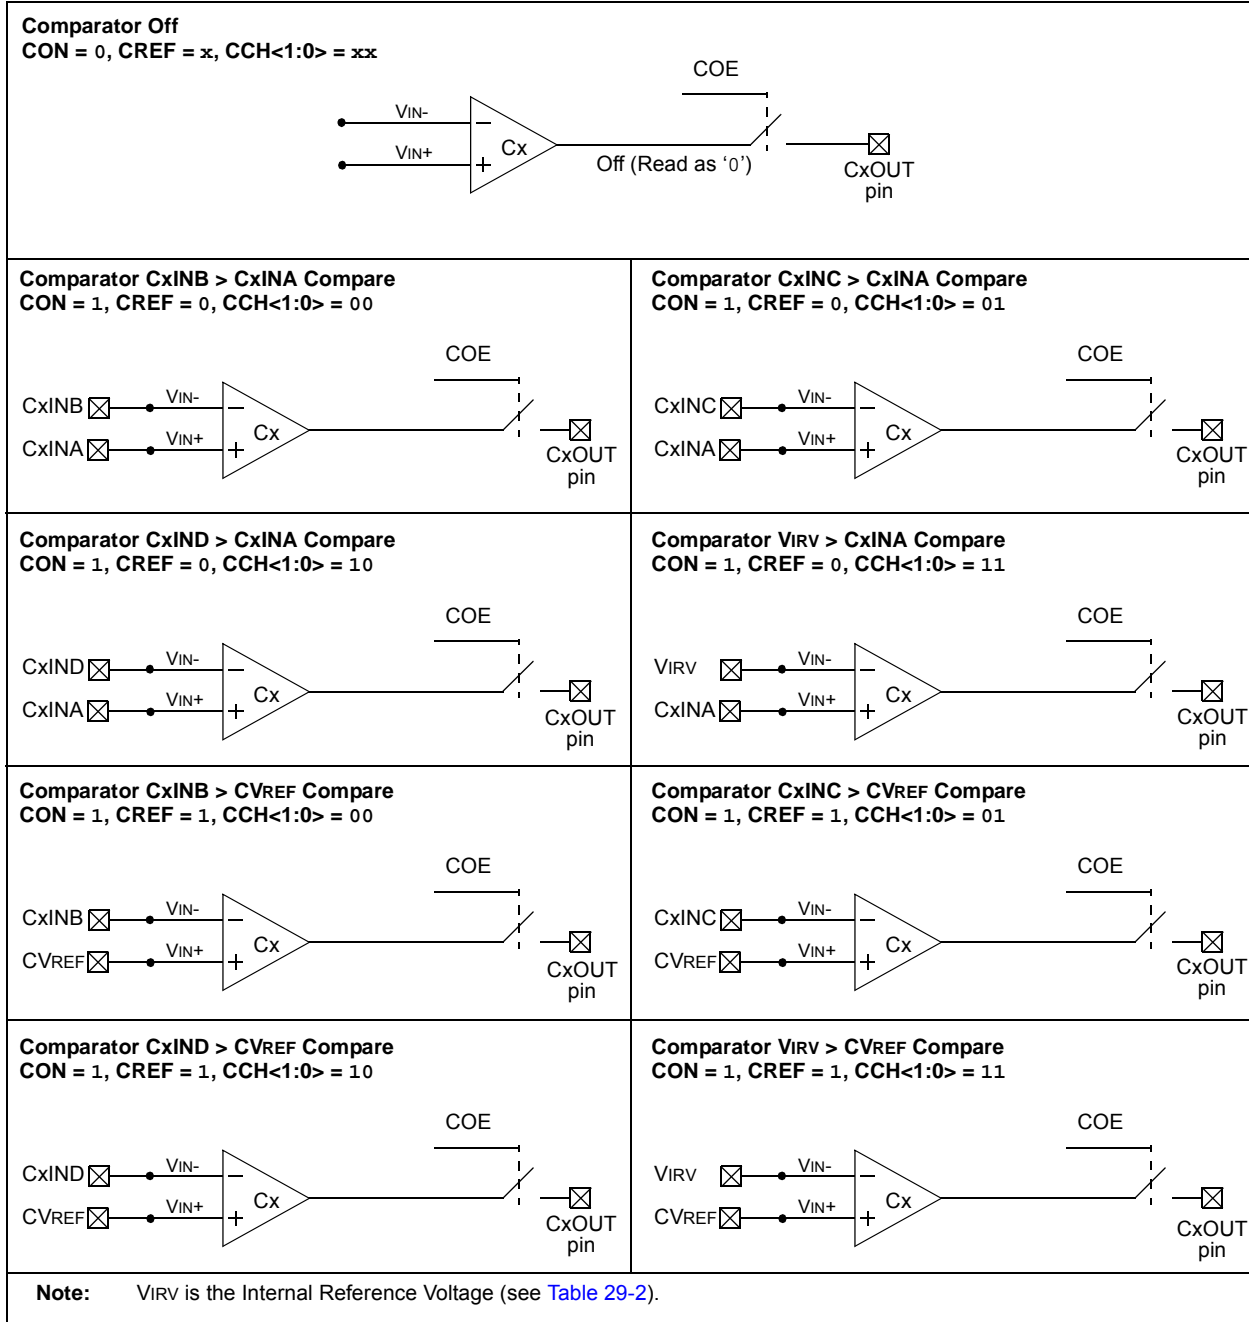 Comparator Off
CON = 0, CREF = x, CCH<1:0> = xx
COE
VIN-
VIN+
−
+
Cx
Off (Read as ‘0’)
CxOUT
pin
Comparator CxINB > CxINA Compare
CON = 1, CREF = 0, CCH<1:0> = 00
COE
CxINB
VIN-
−
CxINA
VIN+
+
Cx
CxOUT
pin
Comparator CxINC > CxINA Compare
CON = 1, CREF = 0, CCH<1:0> = 01
COE
CxINC
VIN-
−
CxINA
VIN+
+
Cx
CxOUT
pin
Comparator CxIND > CxINA Compare
CON = 1, CREF = 0, CCH<1:0> = 10
COE
CxIND
VIN-
−
CxINA
VIN+
+
Cx
CxOUT
pin
Comparator VIRV > CxINA Compare
CON = 1, CREF = 0, CCH<1:0> = 11
COE
VIRV
VIN-
−
CxINA
VIN+
+
Cx
CxOUT
pin
Comparator CxINB > CVREF Compare
CON = 1, CREF = 1, CCH<1:0> = 00
COE
CxINB
VIN-
−
CVREF
VIN+
+
Cx
CxOUT
pin
Comparator CxINC > CVREF Compare
CON = 1, CREF = 1, CCH<1:0> = 01
COE
CxINC
VIN-
−
CVREF
VIN+
+
Cx
CxOUT
pin
Comparator CxIND > CVREF Compare
CON = 1, CREF = 1, CCH<1:0> = 10
COE
CxIND
VIN-
−
CVREF
VIN+
+
Cx
CxOUT
pin
Comparator VIRV > CVREF Compare
CON = 1, CREF = 1, CCH<1:0> = 11
COE
VIRV
VIN-
−
CVREF
VIN+
+
Cx
CxOUT
pin
Note: VIRV is the Internal Reference Voltage (see Table 29-2).